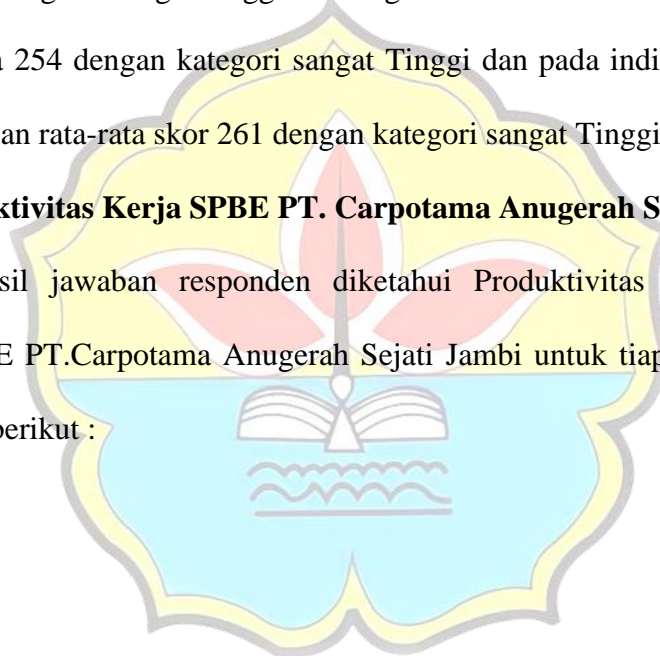 254 dengan kategori sangat Tinggi dan pada indi
rata-rata skor 261 dengan kategori sangat Tinggi
ktivitas Kerja SPBE PT. Carpotama Anugerah S
sil jawaban responden diketahui Produktivitas
E PT.Carpotama Anugerah Sejati Jambi untuk tiap
berikut :